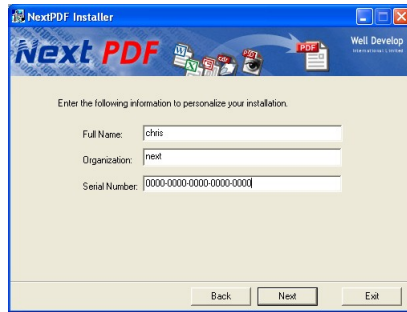 NextPDF Installer
Next PDF
PDF
Well Develop
Enter the following information to personalize your installation.
Full Name: chris
Organization: next
Serial Number: 0000-0000-0000-0000-0000
Back Next Exit